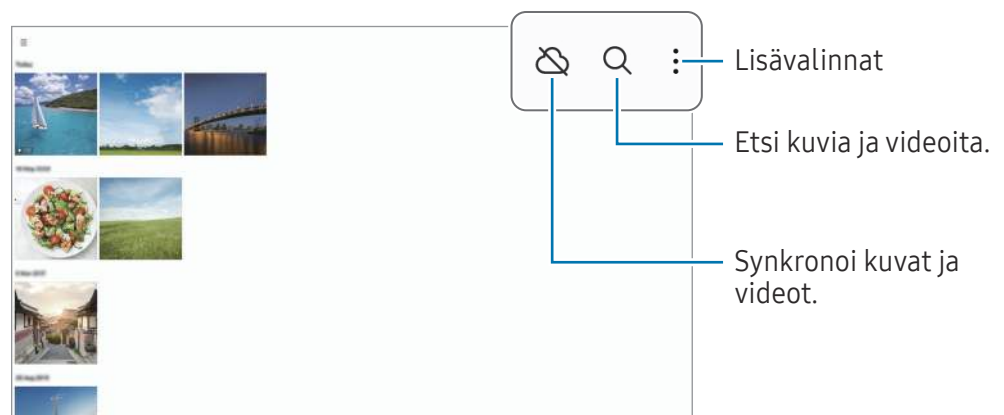 Lisävalinnat
Etsi kuvia ja videoita.
Synkronoi kuvat ja
videot.